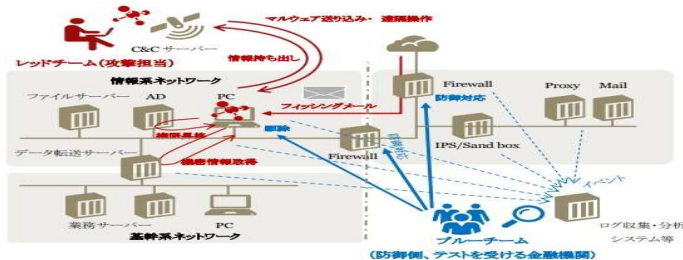 マルウェア送り込み・ 遠隔操作
C&C サーバー
情報持ち出し
レッドチーム(攻撃担当)
情報系ネットワーク
ファイルサーバー
AD
PC
フィッシングメール
Firewall
防御対応
Proxy
Mail
権限昇格
削除
データ転送サーバー
機密情報取得
Firewall
防御対応
IPS/Sand box
イベント
業務サーバー
PC
基幹系ネットワーク
ブルーチーム
(防御側、テストを受ける金融機関)
ログ収集・分析
システム等